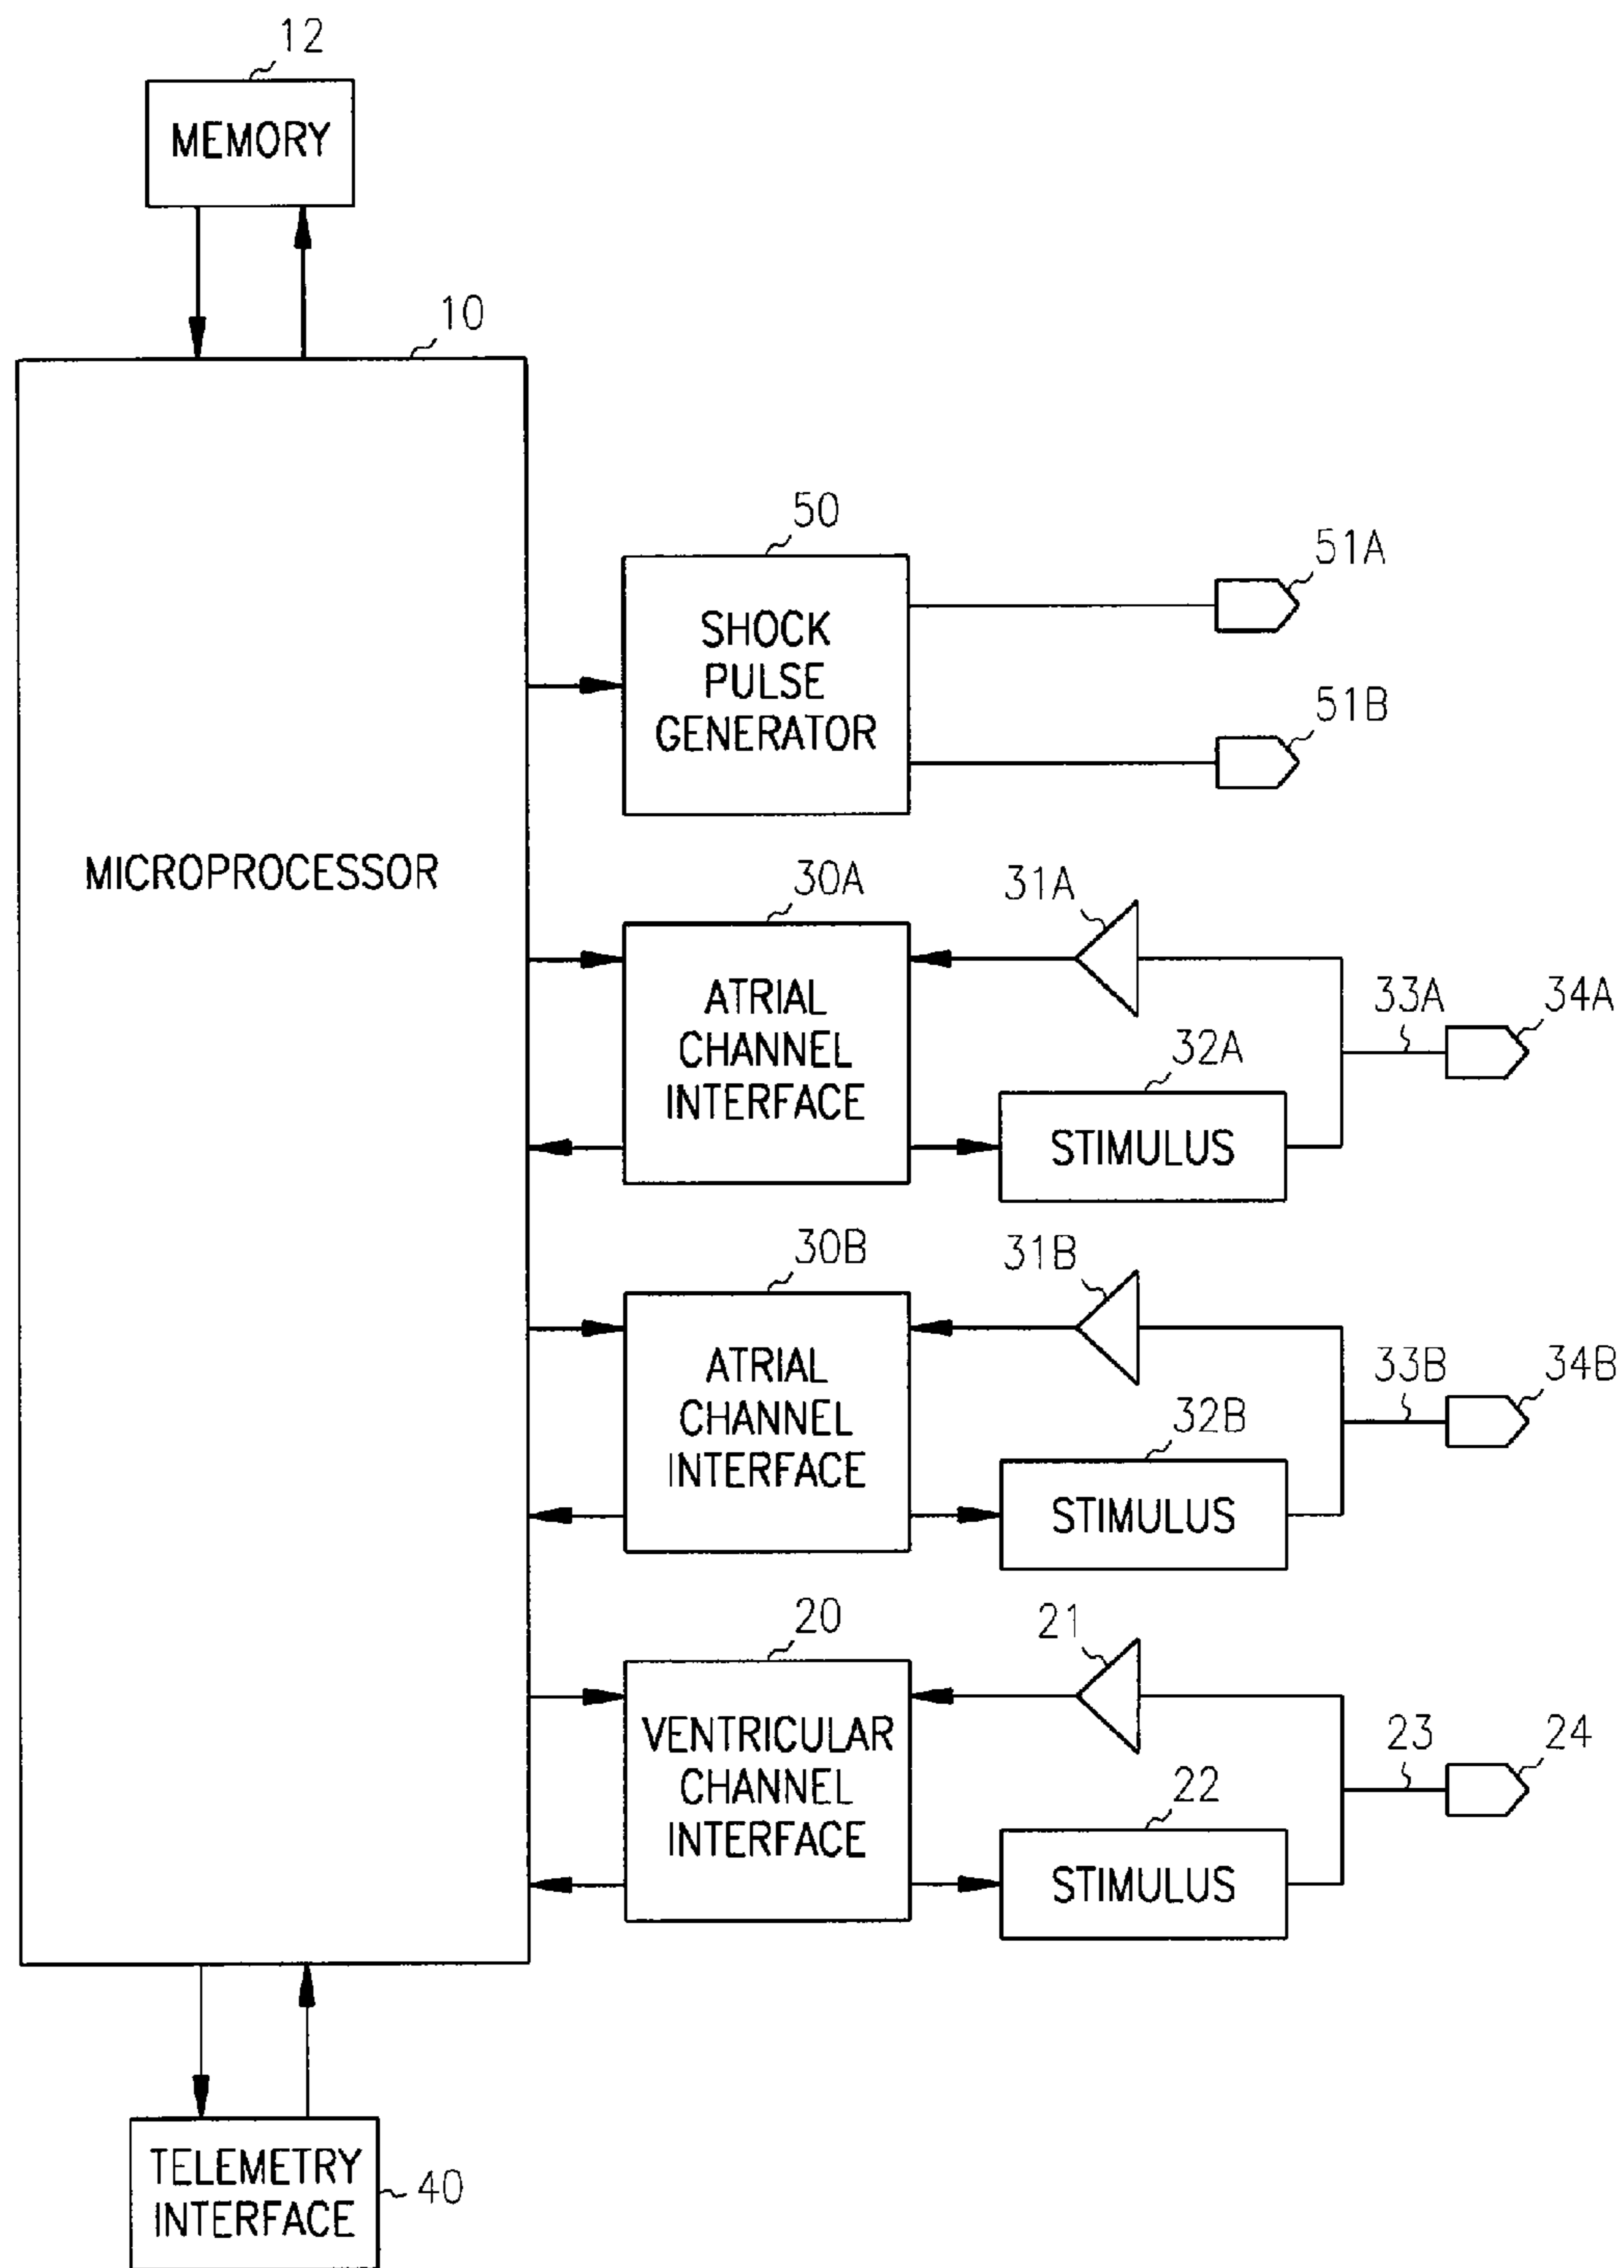 12
MEMORY
10
MICROPROCESSOR
50
SHOCK
PULSE
GENERATOR
51A
51B
30A
ATRIAL
CHANNEL
INTERFACE
31A
32A
STIMULUS
33A
34A
30B
ATRIAL
CHANNEL
INTERFACE
31B
32B
STIMULUS
33B
34B
20
VENTRICULAR
CHANNEL
INTERFACE
21
22
STIMULUS
23
24
TELEMETRY
INTERFACE
40